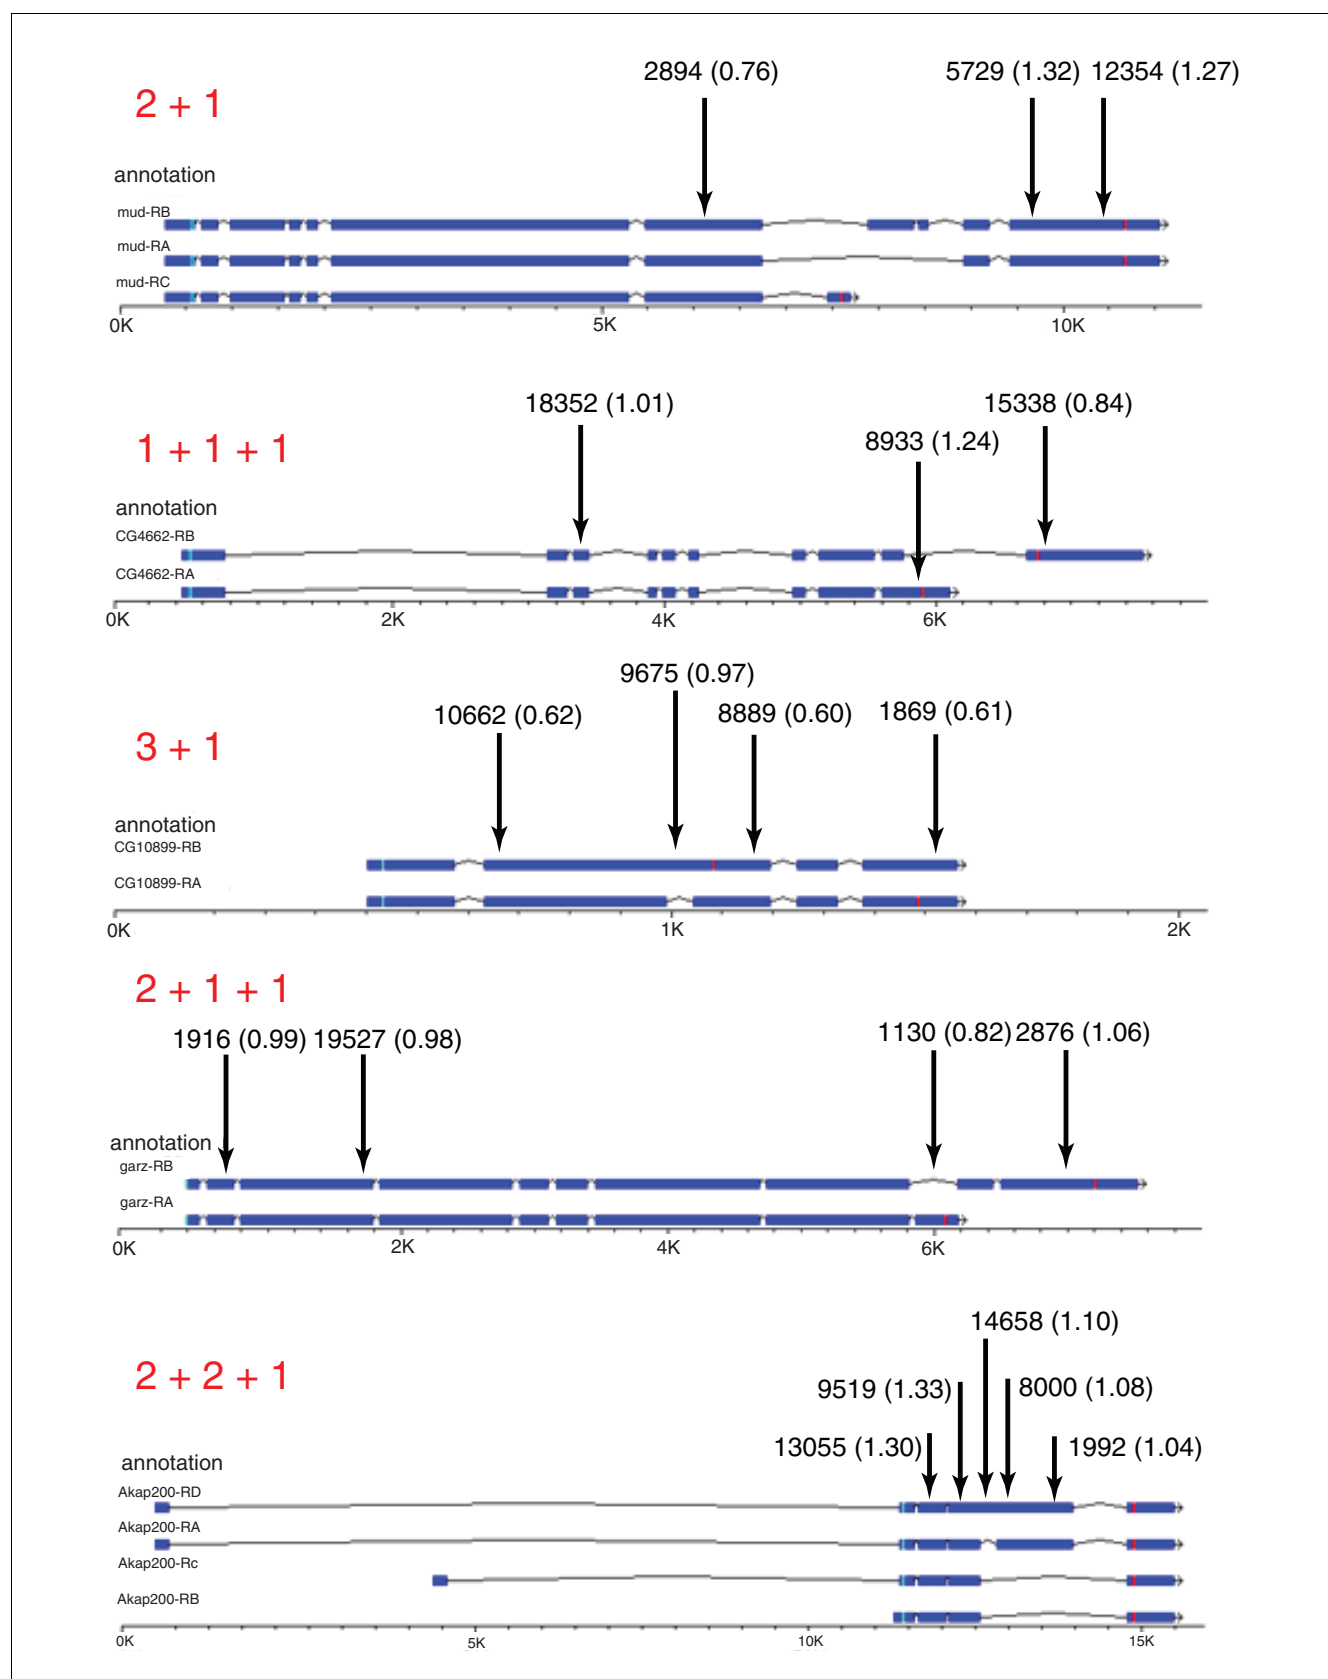 2894 (0.76) 5729 (1.32) 12354 (1.27)
2 + 1
annotation
mud-RB
mud-RA
mud-RC
0K 5K 10K
18352 (1.01) 15338 (0.84)
8933 (1.24)
1 + 1 + 1
annotation
CG4662-RB
CG4662-RA
0K 2K 4K 6K
9675 (0.97)
10662 (0.62) 8889 (0.60) 1869 (0.61)
3 + 1
annotation
CG10899-RB
CG10899-RA
0K 1K 2K
2 + 1 + 1
1916 (0.99) 19527 (0.98) 1130 (0.82) 2876 (1.06)
annotation
garz-RB
garz-RA
0K 2K 4K 6K
14658 (1.10)
2 + 2 + 1
9519 (1.33) 8000 (1.08)
13055 (1.30) 1992 (1.04)
annotation
Akap200-RD
Akap200-RA
Akap200-Rc
Akap200-RB
0K 5K 10K 15K